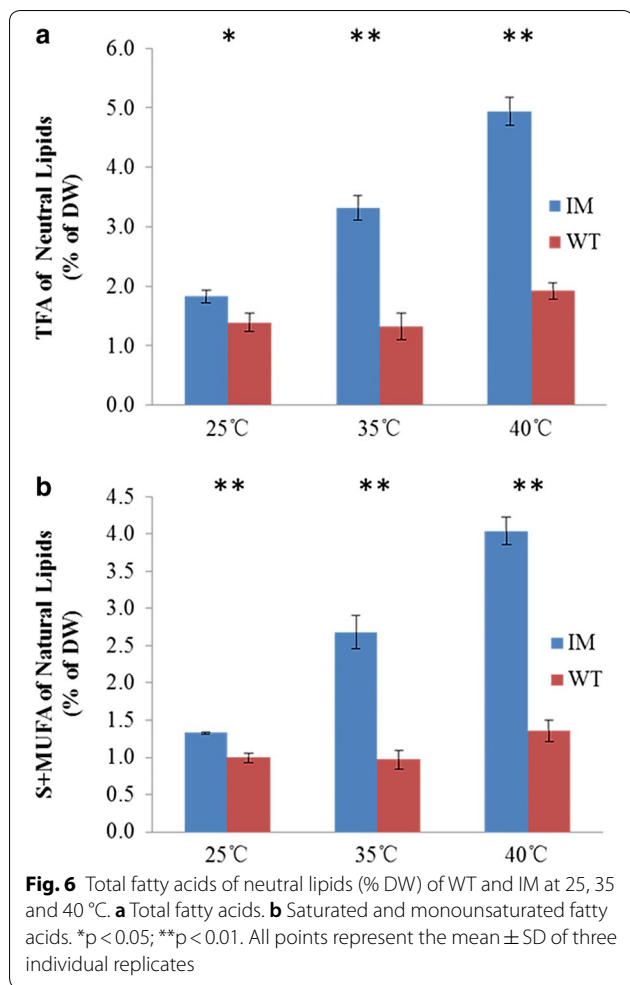 a
* ** **
TFA of Neutral Lipids
(% of DW)
6.0
5.0
4.0
3.0
2.0
1.0
0.0
IM
WT
25℃ 35℃ 40℃
b
** ** **
S+MUFA of Natural Lipids
(% of DW)
4.5
4.0
3.5
3.0
2.5
2.0
1.5
1.0
0.5
0.0
IM
WT
25℃ 35℃ 40℃
Fig. 6 Total fatty acids of neutral lipids (% DW) of WT and IM at 25, 35
and 40 °C. a Total fatty acids. b Saturated and monounsaturated fatty
acids. *p < 0.05; **p < 0.01. All points represent the mean ± SD of three
individual replicates